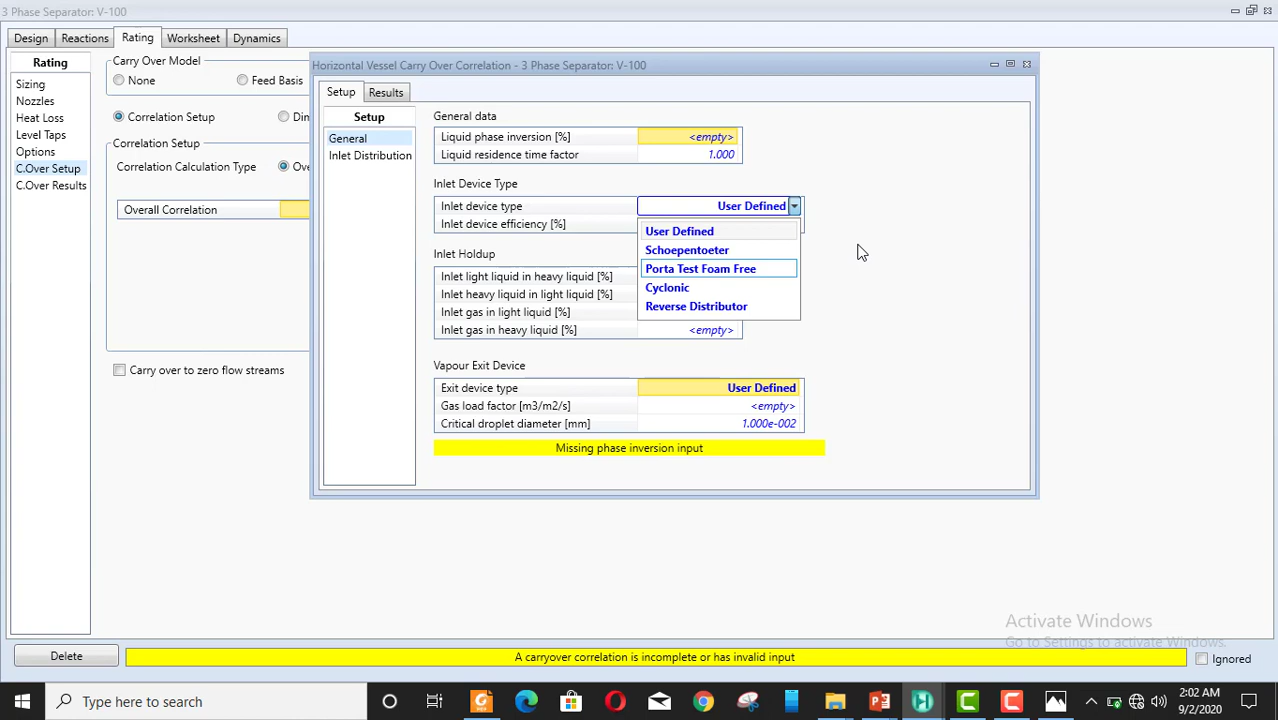 3 Phase Separator: V-100
Design Reactions Rating Worksheet Dynamics
Rating
Sizing
Nozzles
Heat Loss
Level Taps
Options
C.Over Setup
C.Over Results
Carry Over Model
None Feed Basis
Correlation Setup Dim
Correlation Setup
Correlation Calculation Type Ove
Overall Correlation
Carry over to zero flow streams
Horizontal Vessel Carry Over Correlation - 3 Phase Separator: V-100
Setup Results
Setup
General
Inlet Distribution
General data
Liquid phase inversion [%] <empty>
Liquid residence time factor 1.000
Inlet Device Type
Inlet device type User Defined
Inlet device efficiency [%]
User Defined
Schoepentoeter
Porta Test Foam Free
Cyclonic
Reverse Distributor
Inlet Holdup
Inlet light liquid in heavy liquid [%]
Inlet heavy liquid in light liquid [%]
Inlet gas in light liquid [%]
Inlet gas in heavy liquid [%] <empty>
Vapour Exit Device
Exit device type User Defined
Gas load factor [m3/m2/s] <empty>
Critical droplet diameter [mm] 1.000e-002
Missing phase inversion input
Activate Windows
Go to Settings to activate Windows.
Delete A carryover correlation is incomplete or has invalid input Ignored
Type here to search
2:02 AM
9/2/2020